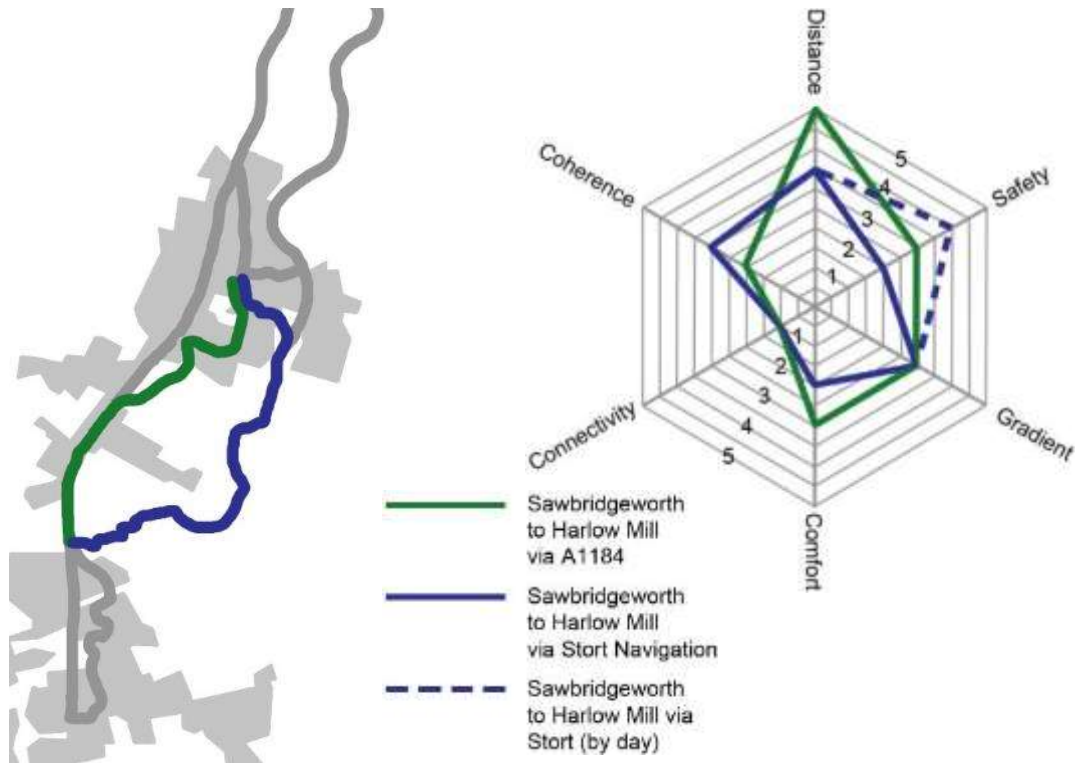 Distance
Safety
Gradient
Comfort
Connectivity
Coherence
5
4
3
2
1
1
2
3
4
5
Sawbridgeworth
to Harlow Mill
via A1184
Sawbridgeworth
to Harlow Mill
via Stort Navigation
Sawbridgeworth
to Harlow Mill via
Stort (by day)